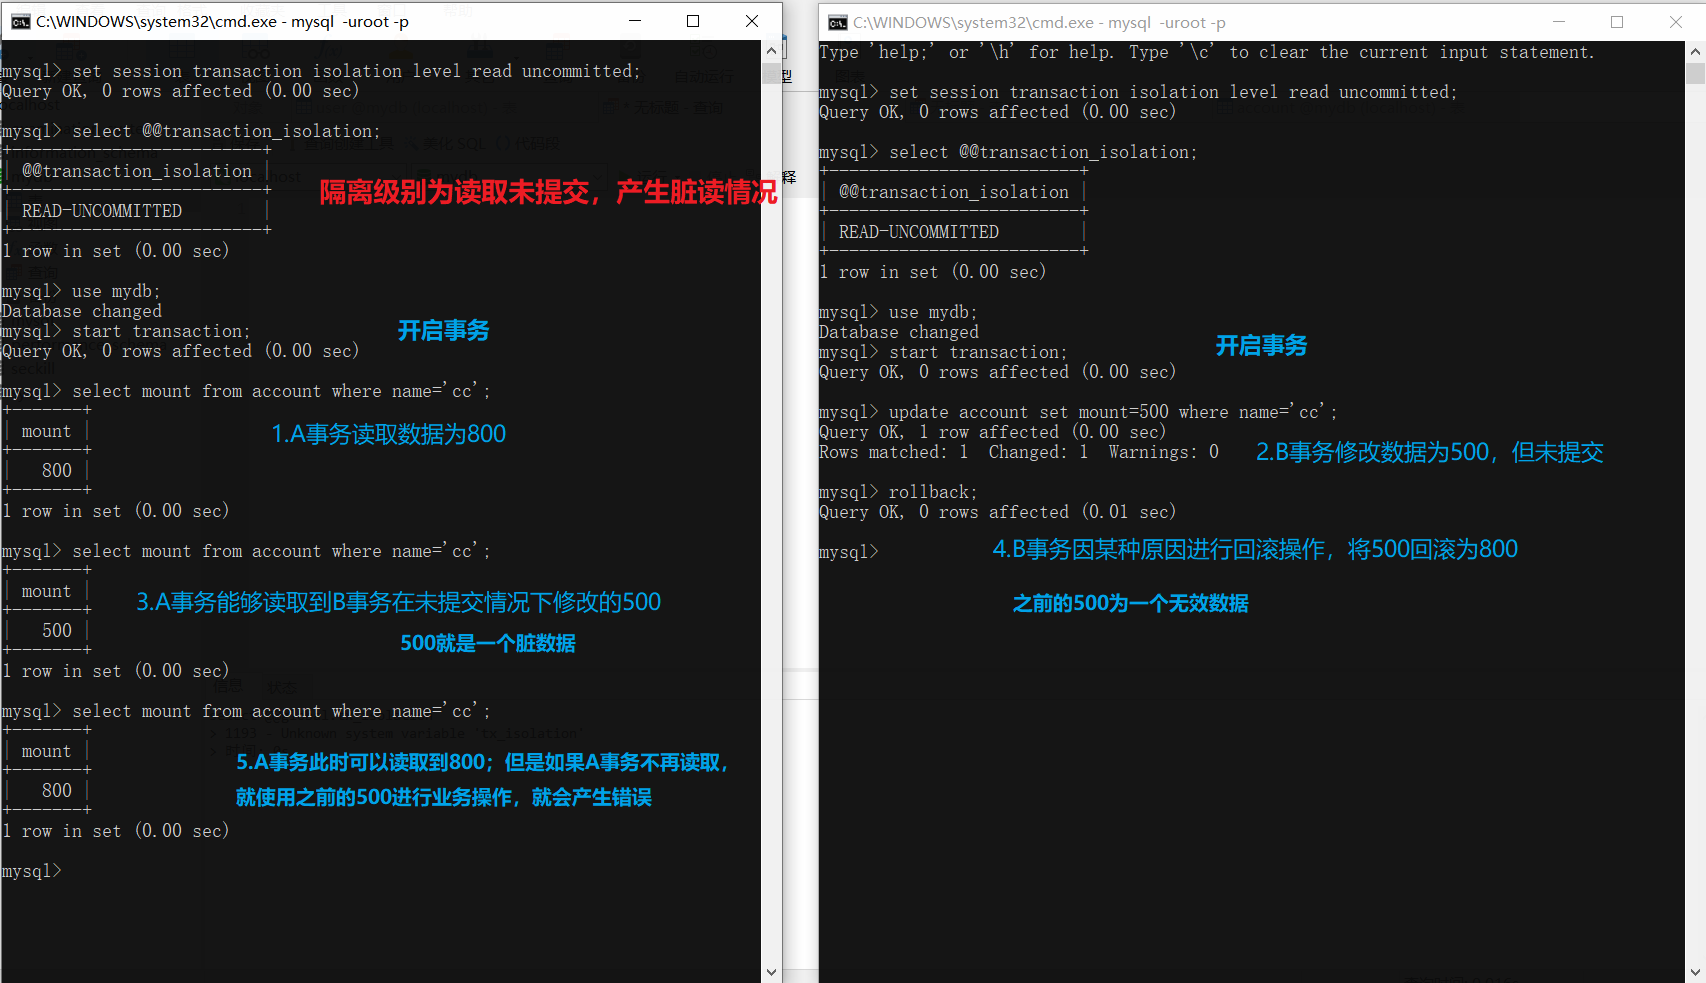 C:\WINDOWS\system32\cmd.exe - mysql  -uroot -p
mysql> set session transaction isolation level read uncommitted;
Query OK, 0 rows affected (0.00 sec)
mysql> select @@transaction_isolation;
+-------------------------+
| @@transaction_isolation |
+-------------------------+
| READ-UNCOMMITTED        |
+-------------------------+
1 row in set (0.00 sec)
隔离级别为读取未提交，产生脏读情况
mysql> use mydb;
Database changed
mysql> start transaction;
Query OK, 0 rows affected (0.00 sec)
开启事务
mysql> select mount from account where name='cc';
+-------+
| mount |
+-------+
|   800 |
+-------+
1 row in set (0.00 sec)
1.A事务读取数据为800
mysql> select mount from account where name='cc';
+-------+
| mount |
+-------+
|   500 |
+-------+
1 row in set (0.00 sec)
3.A事务能够读取到B事务在未提交情况下修改的500
500就是一个脏数据
信息 状态
mysql> select mount from account where name='cc';
> 1193 - Unknown system variable 'tx_isolation'
+-------+
| mount |
+-------+
|   800 |
+-------+
1 row in set (0.00 sec)
5.A事务此时可以读取到800；但是如果A事务不再读取，
就使用之前的500进行业务操作，就会产生错误
mysql>
型
释
C:\WINDOWS\system32\cmd.exe - mysql  -uroot -p
Type 'help;' or '\h' for help. Type '\c' to clear the current input statement.
mysql> set session transaction isolation level read uncommitted;
Query OK, 0 rows affected (0.00 sec)
mysql> select @@transaction_isolation;
+-------------------------+
| @@transaction_isolation |
+-------------------------+
| READ-UNCOMMITTED        |
+-------------------------+
1 row in set (0.00 sec)
mysql> use mydb;
Database changed
mysql> start transaction;
Query OK, 0 rows affected (0.00 sec)
开启事务
mysql> update account set mount=500 where name='cc';
Query OK, 1 row affected (0.00 sec)
Rows matched: 1  Changed: 1  Warnings: 0
2.B事务修改数据为500，但未提交
mysql> rollback;
Query OK, 0 rows affected (0.01 sec)
mysql>
4.B事务因某种原因进行回滚操作，将500回滚为800
之前的500为一个无效数据